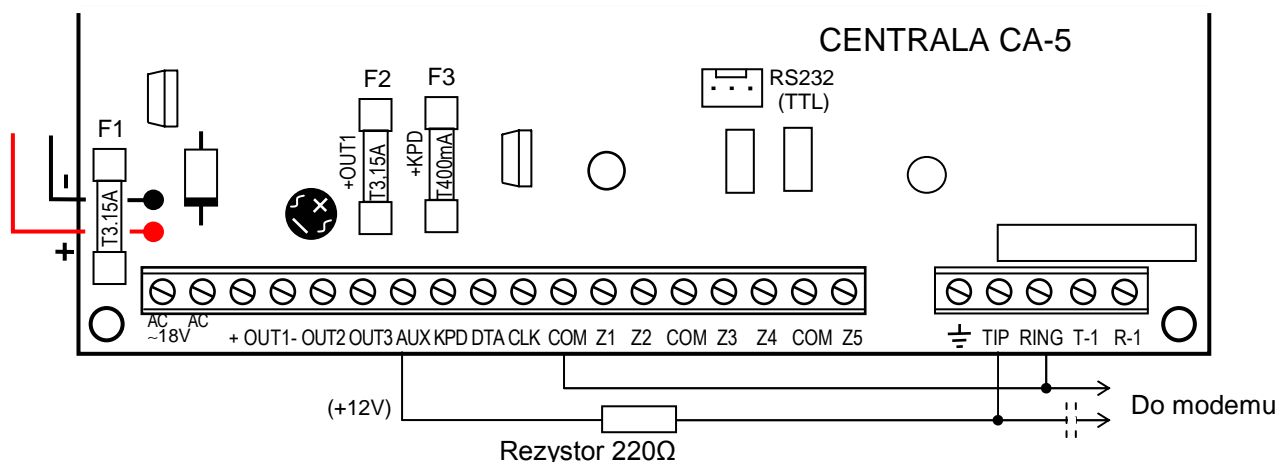 CENTRALA CA-5
RS232
(TTL)
F1
F2
F3
+OUT1
T3,15A
+KPD
T400mA
T3.15A
-
+
AC AC
~18V
+ OUT1- OUT2 OUT3 AUX KPD DTA CLK COM Z1 Z2 COM Z3 Z4 COM Z5
TIP RING T-1 R-1
(+12V)
Rezystor 220Ω
Do modemu